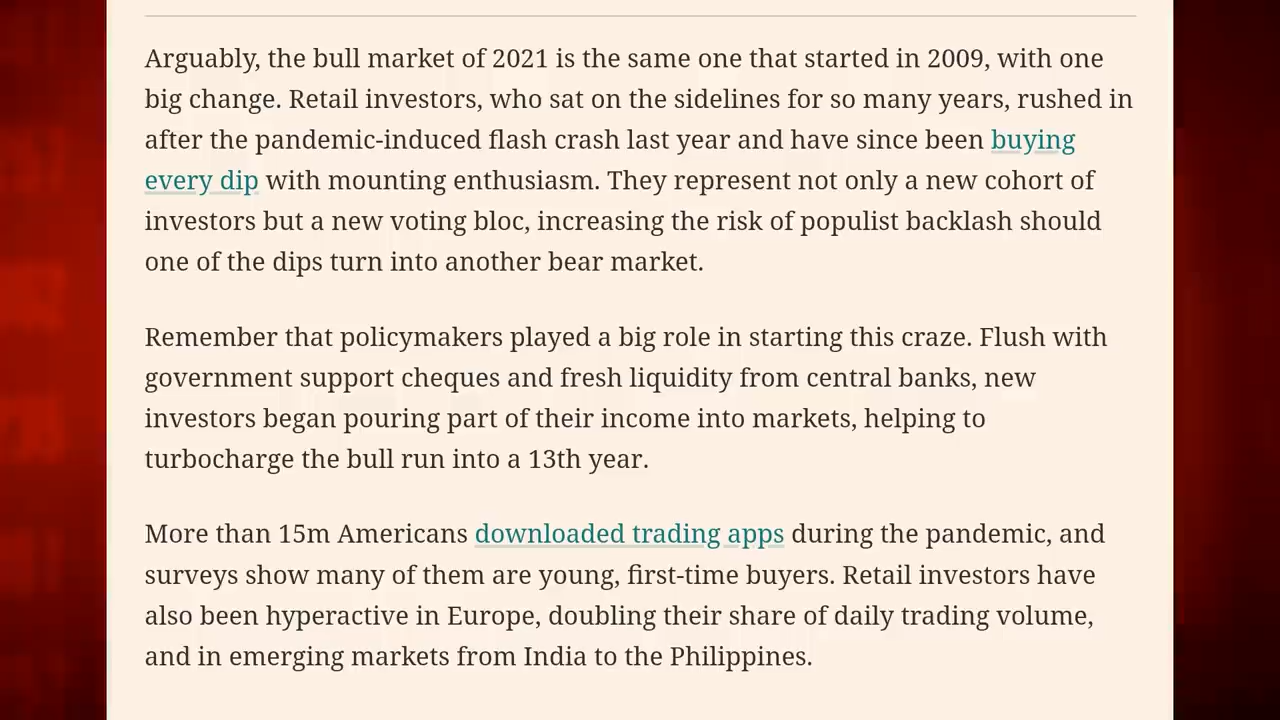 Arguably, the bull market of 2021 is the same one that started in 2009, with one
big change. Retail investors, who sat on the sidelines for so many years, rushed in
after the pandemic-induced flash crash last year and have since been buying
every dip with mounting enthusiasm. They represent not only a new cohort of
investors but a new voting bloc, increasing the risk of populist backlash should
one of the dips turn into another bear market.
Remember that policymakers played a big role in starting this craze. Flush with
government support cheques and fresh liquidity from central banks, new
investors began pouring part of their income into markets, helping to
turbocharge the bull run into a 13th year.
More than 15m Americans downloaded trading apps during the pandemic, and
surveys show many of them are young, first-time buyers. Retail investors have
also been hyperactive in Europe, doubling their share of daily trading volume,
and in emerging markets from India to the Philippines.